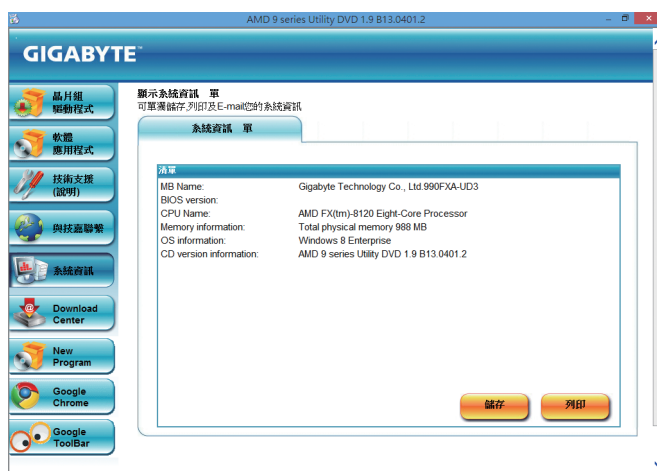 AMD 9 series Utility DVD 1.9 B13.0401.2
GIGABYTE™
晶片組
驅動程式
軟體
應用程式
技術支援
(說明)
與技嘉聯繫
系統資訊
Download
Center
New
Program
Google
Chrome
Google
ToolBar
顯示系統資訊 單
可單獨儲存,列印及E-mail您的系統資訊
系統資訊 單
清單
MB Name: Gigabyte Technology Co., Ltd.990FXA-UD3
BIOS version:
CPU Name: AMD FX(tm)-8120 Eight-Core Processor
Memory information: Total physical memory 988 MB
OS information: Windows 8 Enterprise
CD version information: AMD 9 series Utility DVD 1.9 B13.0401.2
儲存 列印